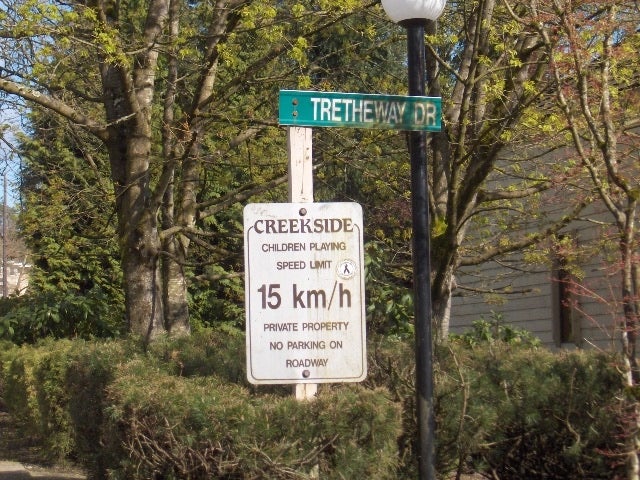 TRETHEWAY DR
CREEKSIDE
CHILDREN PLAYING
SPEED LIMIT
15 km/h
PRIVATE PROPERTY
NO PARKING ON
ROADWAY